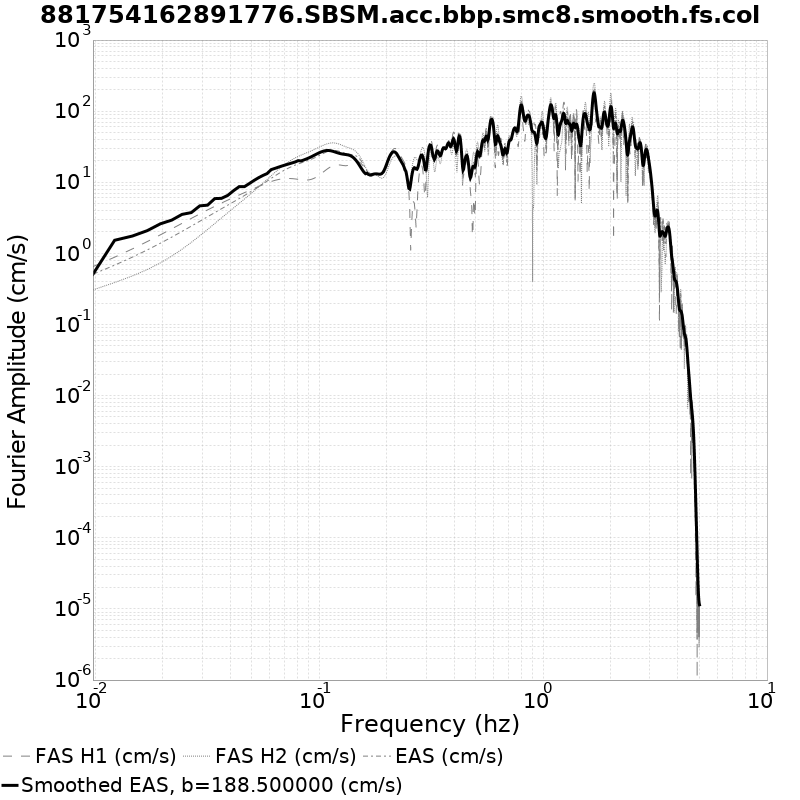 881754162891776.SBSM.acc.bbp.smc8.smooth.fs.col
10^3
10^2
10^1
10^0
10^-1
10^-2
10^-3
10^-4
10^-5
10^-6
Fourier Amplitude (cm/s)
10^-2 10^-1 10^0 10^1
Frequency (hz)
FAS H1 (cm/s) FAS H2 (cm/s) EAS (cm/s)
Smoothed EAS, b=188.500000 (cm/s)